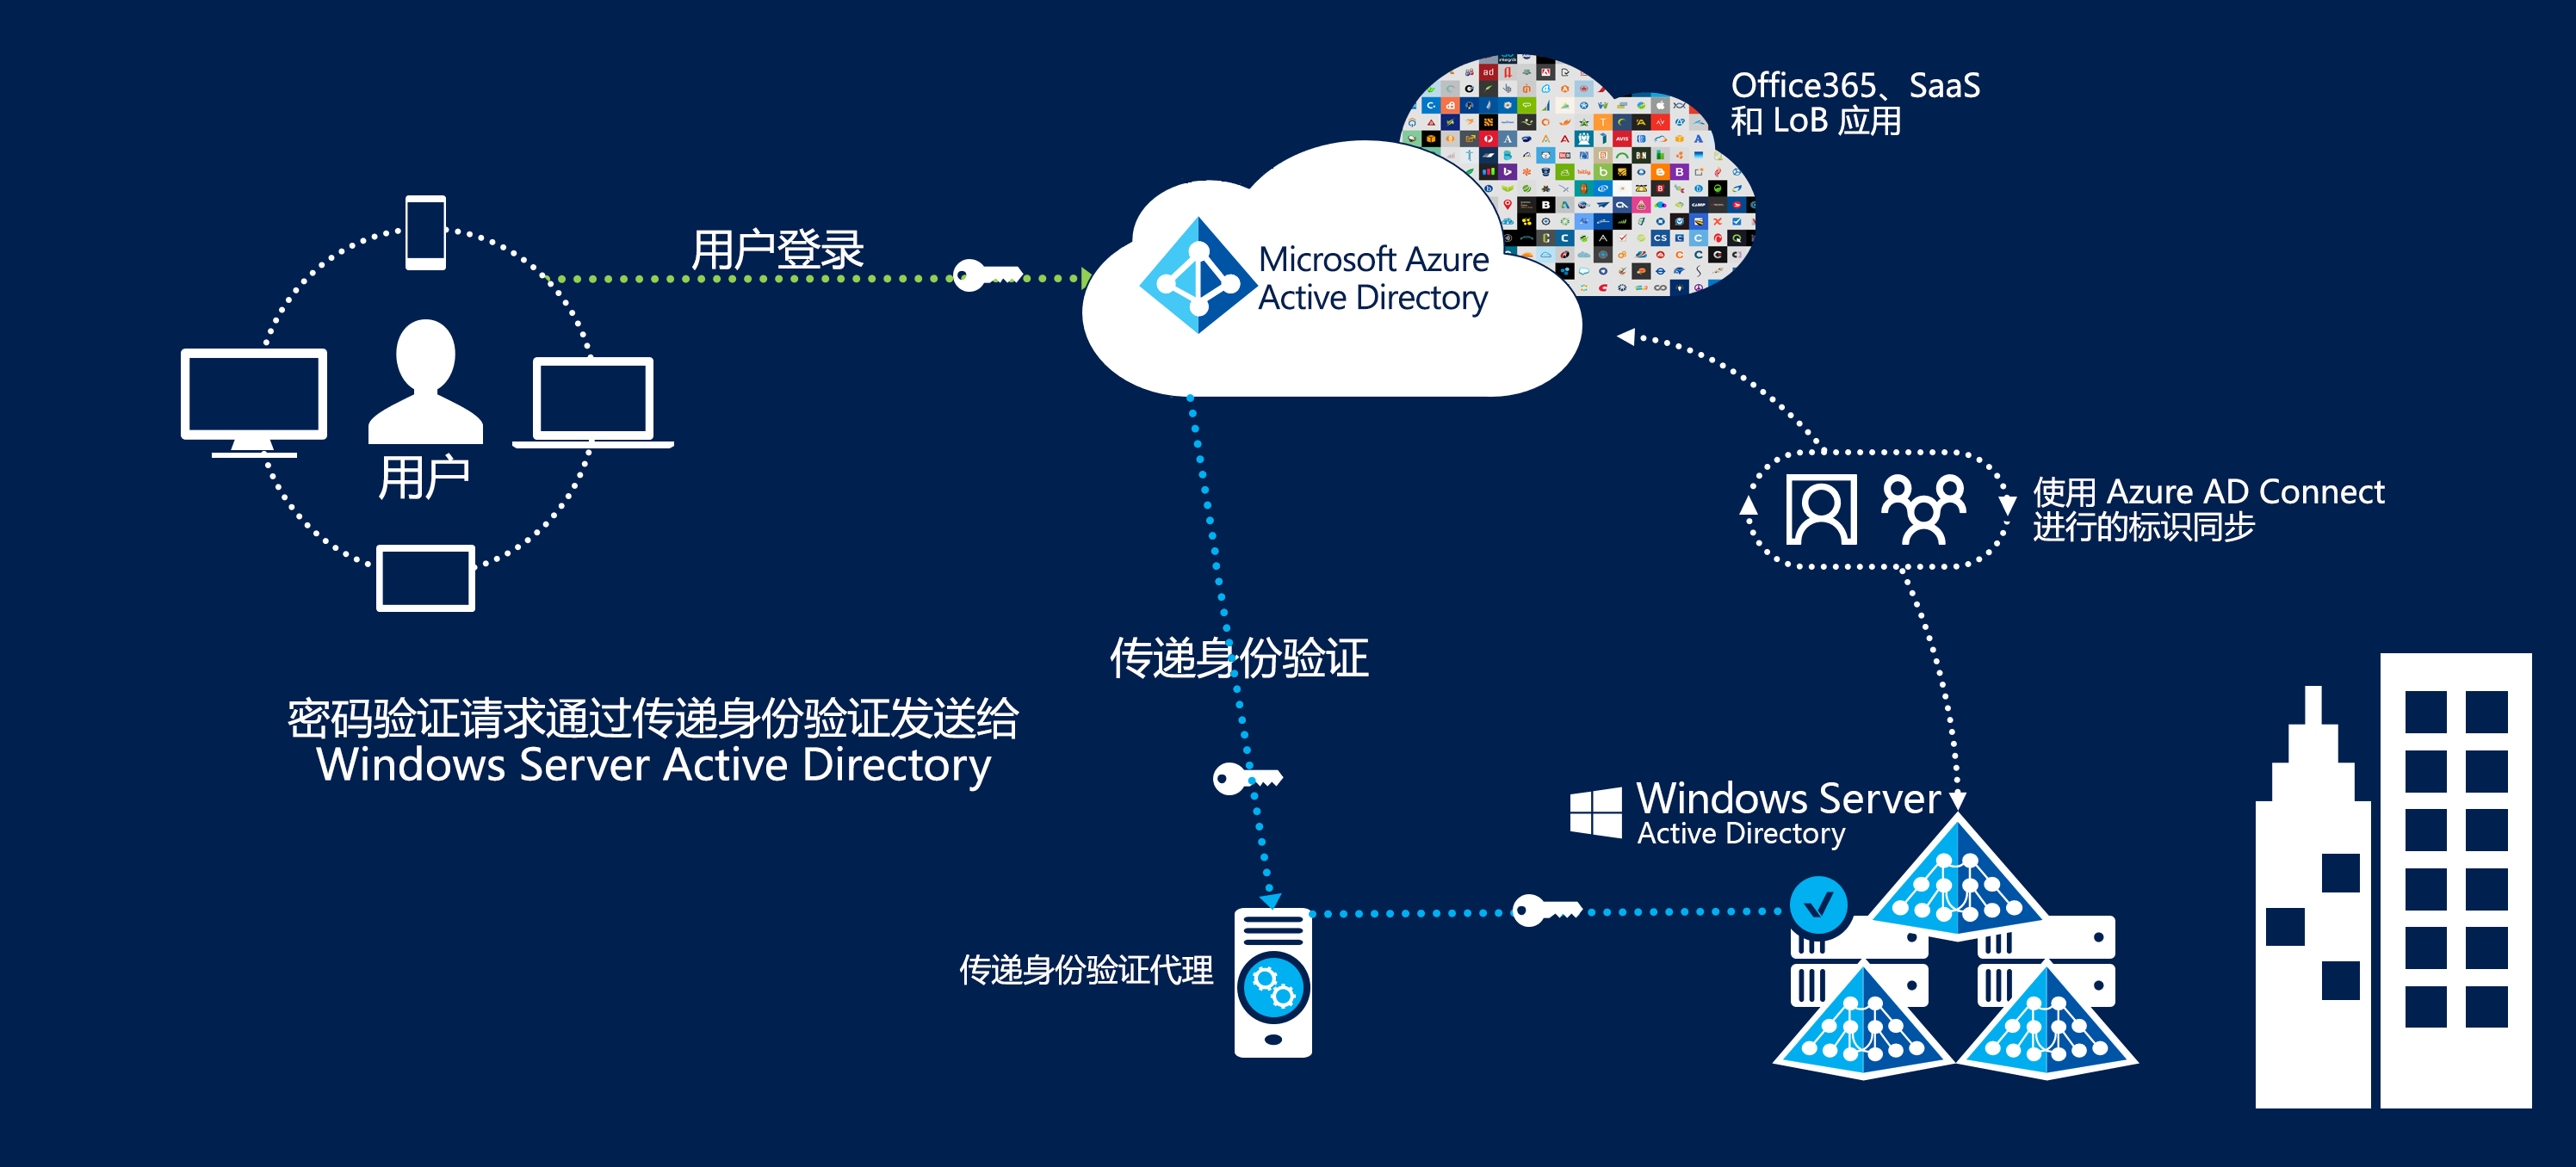 Office365、SaaS
和 LoB 应用
用户登录
Microsoft Azure
Active Directory
用户
使用 Azure AD Connect
进行的标识同步
传递身份验证
密码验证请求通过传递身份验证发送给
Windows Server Active Directory
Windows Server
Active Directory
传递身份验证代理